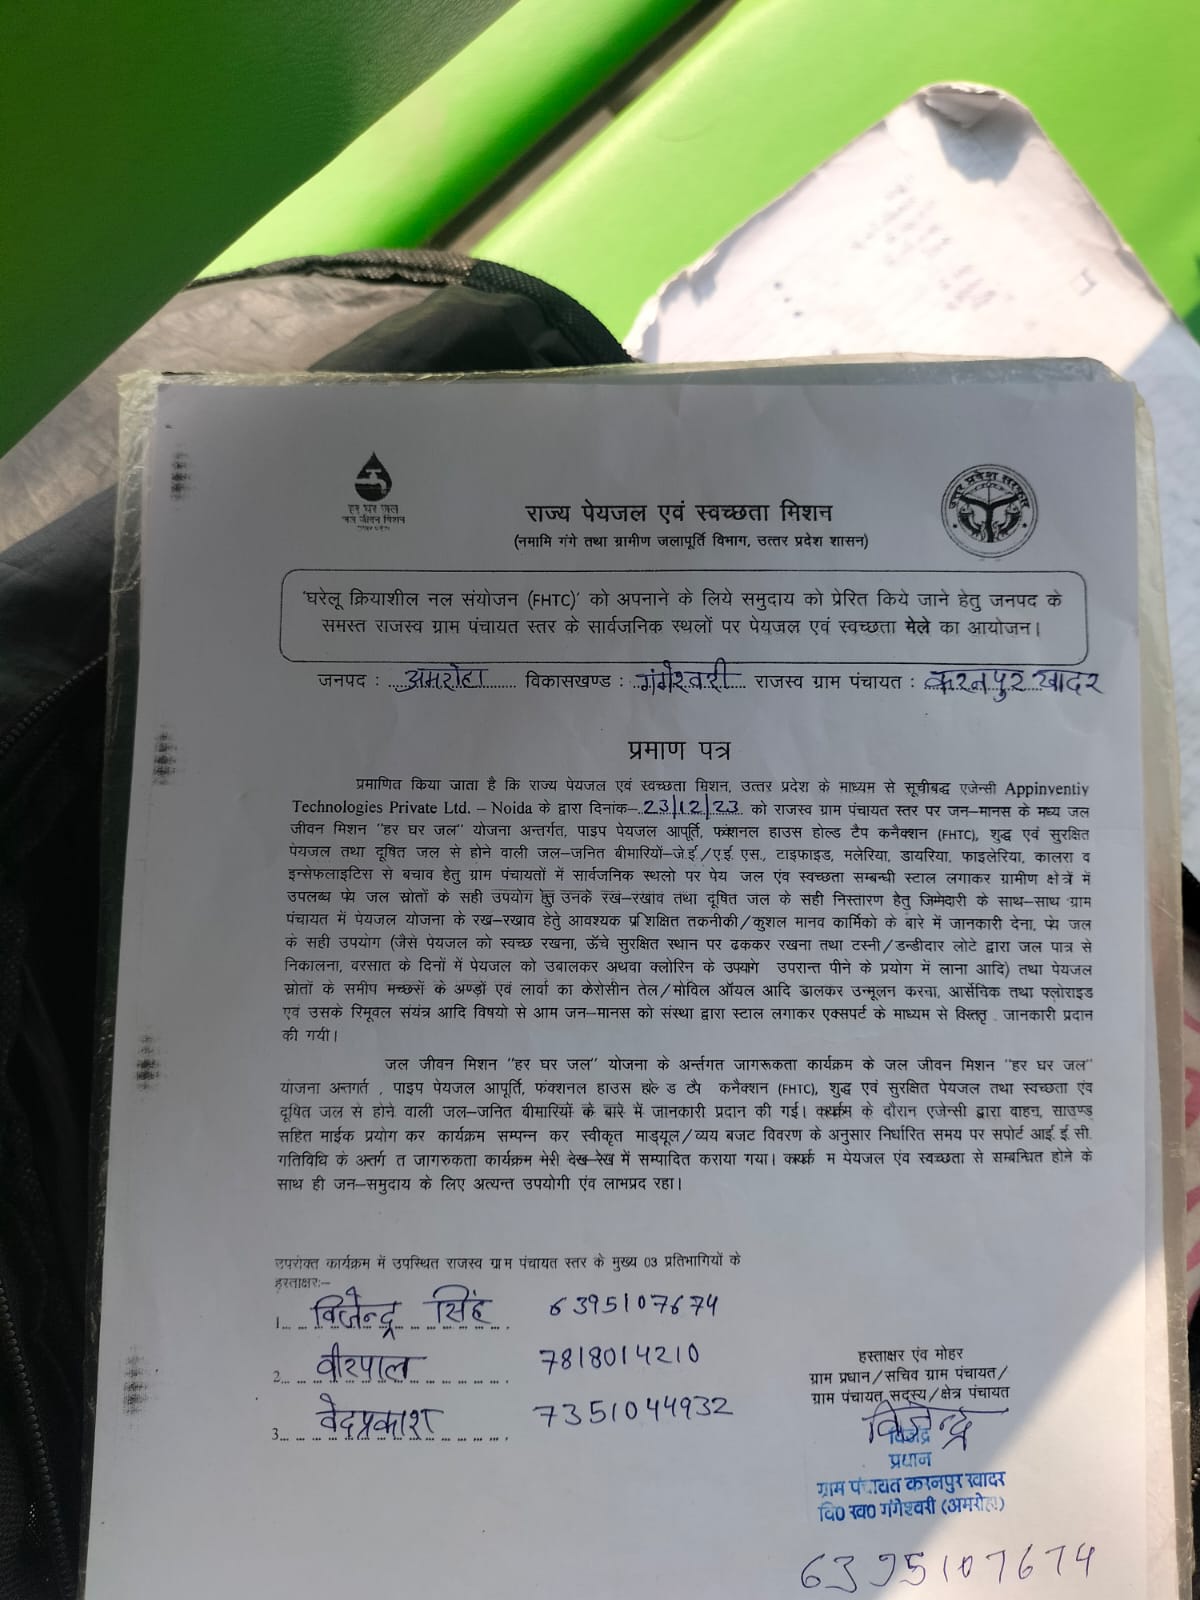 हर घर जल
जल जीवन मिशन
उत्तर प्रदेश सरकार
राज्य पेयजल एवं स्वच्छता मिशन
(नमामि गंगे तथा ग्रामीण जलापूर्ति विभाग, उत्तर प्रदेश शासन)
'घरेलू क्रियाशील नल संयोजन (FHTC)' को अपनाने के लिये समुदाय को प्रेरित किये जाने हेतु जनपद के
समस्त राजस्व ग्राम पंचायत स्तर के सार्वजनिक स्थलों पर पेयजल एवं स्वच्छता मेले का आयोजन।
जनपद : अमरोहा विकासखण्ड : गंगेश्वरी राजस्व ग्राम पंचायत : करनपुर खादर
प्रमाण पत्र
प्रमाणित किया जाता है कि राज्य पेयजल एवं स्वच्छता मिशन, उत्तर प्रदेश के माध्यम से सूचीबद्ध एजेन्सी Appinventiv
Technologies Private Ltd. – Noida के द्वारा दिनांक– 23/12/23 को राजस्व ग्राम पंचायत स्तर पर जन–मानस के मध्य जल
जीवन मिशन "हर घर जल" योजना अन्तर्गत, पाइप पेयजल आपूर्ति, फंक्शनल हाउस होल्ड टैप कनैक्शन (FHTC), शुद्ध एवं सुरक्षित
पेयजल तथा दूषित जल से होने वाली जल–जनित बीमारियों–जे.ई./ए.ई. एस., टाइफाइड, मलेरिया, डायरिया, फाइलेरिया, कालरा व
इन्सेफलाइटिस से बचाव हेतु ग्राम पंचायतों में सार्वजनिक स्थलो पर पेय जल एंव स्वच्छता सम्बन्धी स्टाल लगाकर ग्रामीण क्षेत्रें में
उपलब्ध पेय जल स्रोतों के सही उपयोग हेतु उनके रख–रखाव तथा दूषित जल के सही निस्तारण हेतु जिम्मेदारी के साथ–साथ ग्राम
पंचायत में पेयजल योजना के रख–रखाव हेतु आवश्यक प्रशिक्षित तकनीकी/कुशल मानव कार्मिको के बारे में जानकारी देना, पेय जल
के सही उपयोग (जैसे पेयजल को स्वच्छ रखना, ऊँचे सुरक्षित स्थान पर ढककर रखना तथा टस्नी/डन्डीदार लोटे द्वारा जल पात्र से
निकालना, वरसात के दिनों में पेयजल को उबालकर अथवा क्लोरिन के उपयोग उपरान्त पीने के प्रयोग में लाना आदि) तथा पेयजल
स्रोतों के समीप मच्छरों के अण्डों एवं लार्वा का केरोसीन तेल/मोविल ऑयल आदि डालकर उन्मूलन करना, आर्सेनिक तथा फ्लोराइड
एवं उसके रिमूवल संयंत्र आदि विषयो से आम जन–मानस को संस्था द्वारा स्टाल लगाकर एक्सपर्ट के माध्यम से विस्तृत जानकारी प्रदान
की गयी।
जल जीवन मिशन "हर घर जल" योजना के अर्न्तगत जागरूकता कार्यक्रम के जल जीवन मिशन "हर घर जल"
योजना अन्तर्गत , पाइप पेयजल आपूर्ति, फंक्शनल हाउस होल्ड टैप कनैक्शन (FHTC), शुद्ध एवं सुरक्षित पेयजल तथा स्वच्छता एंव
दूषित जल से होने वाली जल–जनित बीमारियों के बारे में जानकारी प्रदान की गई। कार्यक्रम के दौरान एजेन्सी द्वारा वाहन, साउण्ड
सहित माईक प्रयोग कर कार्यक्रम सम्पन्न कर स्वीकृत माड्यूल/व्यय बजट विवरण के अनुसार निर्धारित समय पर सपोर्ट आई.ई.सी.
गतिविधि के अर्न्तगत जागरुकता कार्यक्रम मेरी देख–रेख में सम्पादित कराया गया। कार्यक्रम पेयजल एंव स्वच्छता से सम्बन्धित होने के
साथ ही जन–समुदाय के लिए अत्यन्त उपयोगी एंव लाभप्रद रहा।
उपरोक्त कार्यक्रम में उपस्थित राजस्व ग्राम पंचायत स्तर के मुख्य 03 प्रतिभागियों के
हस्ताक्षरः–
1. विजेन्द्र सिंह 6395107674
2. वीरपाल 7818014210
3. वेदप्रकाश 7351044932
हस्ताक्षर एंव मोहर
ग्राम प्रधान/सचिव ग्राम पंचायत/
ग्राम पंचायत सदस्य/क्षेत्र पंचायत
विजेन्द्र
विजेंद्र
प्रधान
ग्राम पंचायत करनपुर खादर
वि0 ख0 गंगेश्वरी (अमरोहा)
6395107674